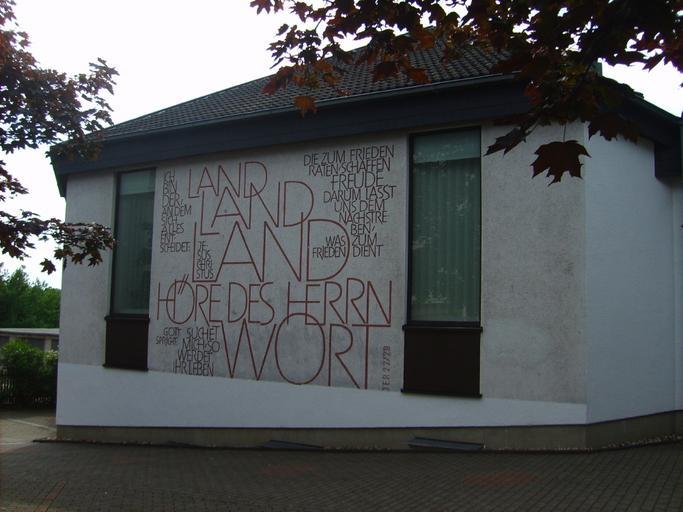 ICH
BIN
DER,
AN DEM
SICH
ALLES
ENT-
SCHEIDET.
JE-
SUS
CHRI-
STUS
LAND
LAND
LAND
HÖRE DES HERRN
WORT
DIE ZUM FRIEDEN
RATEN, SCHAFFEN
FREUDE
DARUM LASST
UNS DEM
NACHSTRE-
BEN,
WAS ZUM
FRIEDEN DIENT
GOTT
SPRICHT:
SUCHET
MICH, SO
WERDET
IHR LEBEN
JER 22/29